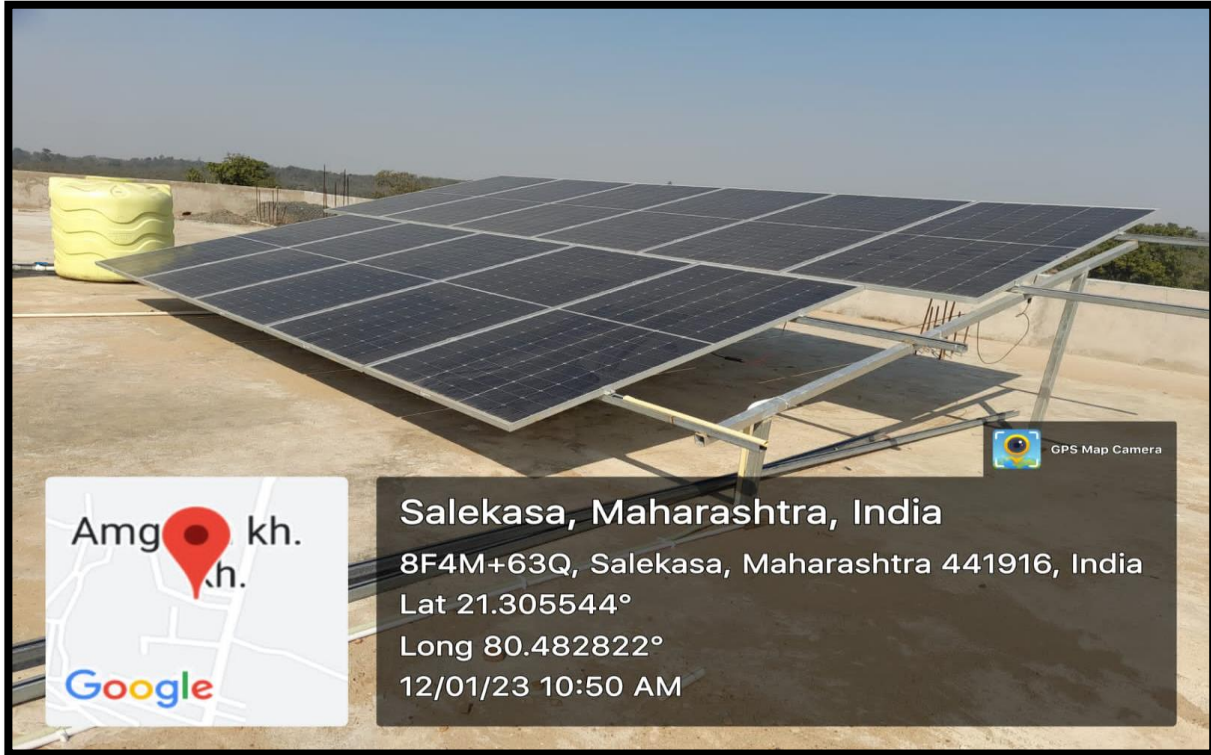 GPS Map Camera
Amg kh.
kh.
Google
Salekasa, Maharashtra, India
8F4M+63Q, Salekasa, Maharashtra 441916, India
Lat 21.305544°
Long 80.482822°
12/01/23 10:50 AM